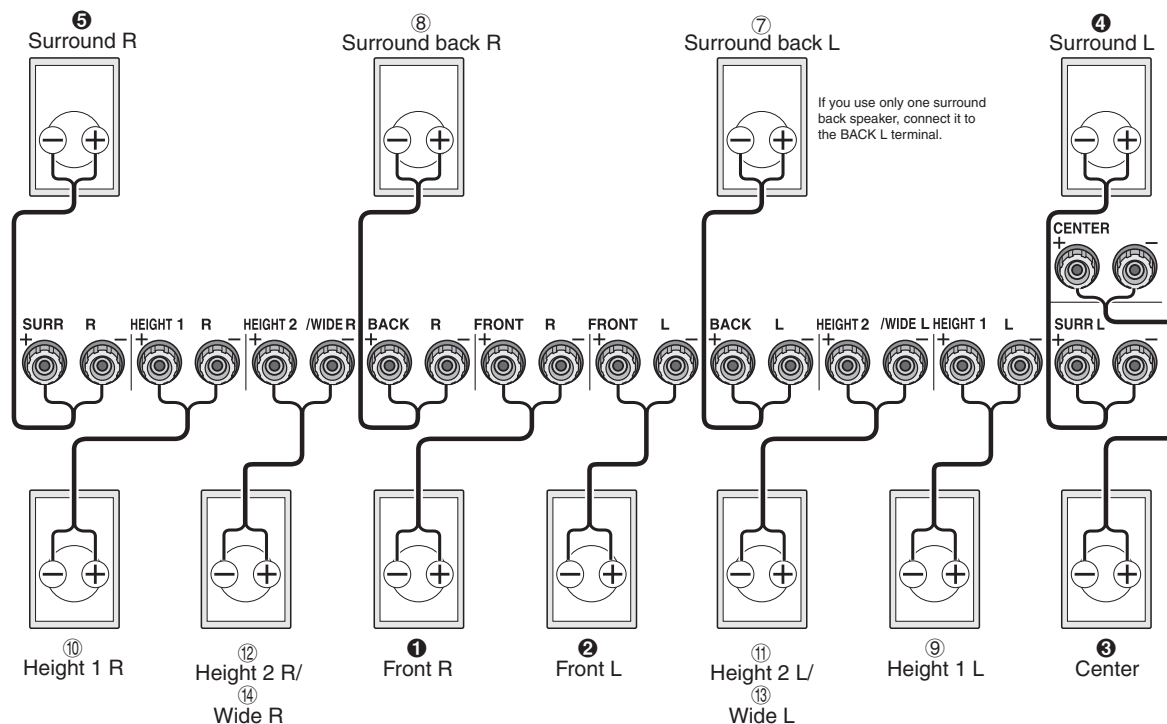 ❺
Surround R
⑧
Surround back R
⑦
Surround back L
❹
Surround L
If you use only one surround
back speaker, connect it to
the BACK L terminal.
− +
− +
− +
− +
CENTER
+ −
SURR R
+ −
HEIGHT 1 R
+ −
HEIGHT 2 /WIDE R
+ −
BACK R
+ −
FRONT R
+ −
FRONT L
+ −
BACK L
+ −
HEIGHT 2 /WIDE L
+ −
HEIGHT 1 L
+ −
SURR L
+ −
− +
− +
− +
− +
− +
− +
− +
⑩
Height 1 R
⑫
Height 2 R/
⑭
Wide R
❶
Front R
❷
Front L
⑪
Height 2 L/
⑬
Wide L
⑨
Height 1 L
❸
Center